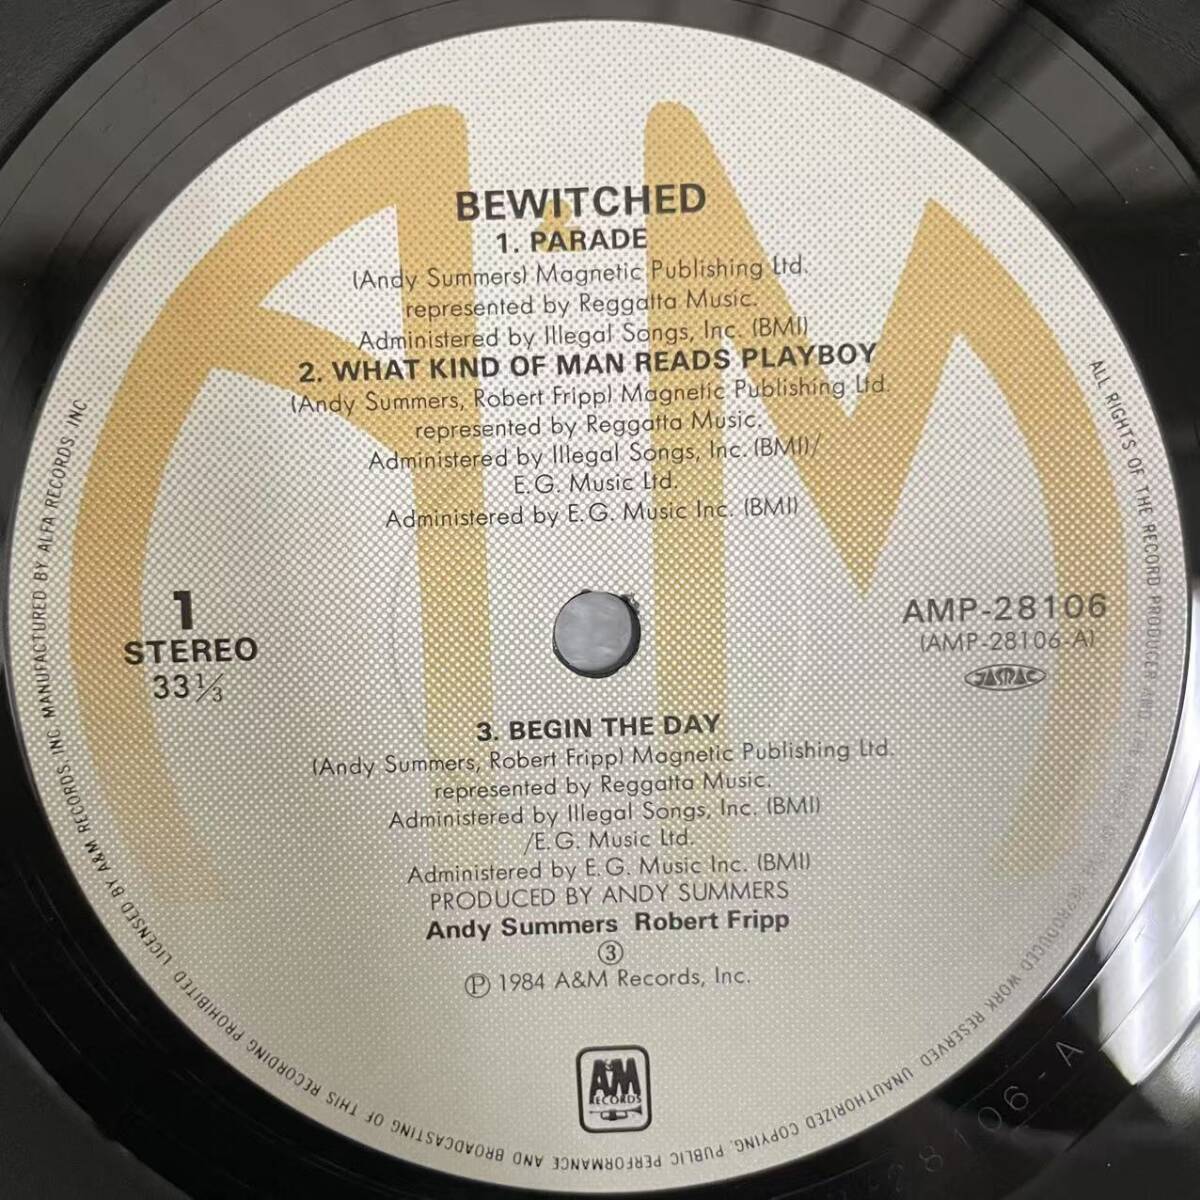 BEWITCHED
1. PARADE
(Andy Summers) Magnetic Publishing Ltd.
represented by Reggatta Music.
Administered by Illegal Songs, Inc. (BMI)
2. WHAT KIND OF MAN READS PLAYBOY
(Andy Summers, Robert Fripp) Magnetic Publishing Ltd.
represented by Reggatta Music.
Administered by Illegal Songs, Inc. (BMI)/
E.G. Music Ltd.
Administered by E.G. Music Inc. (BMI)
1
STEREO
33 1/3
AMP-28106
(AMP-28106-A)
JASRAC
3. BEGIN THE DAY
(Andy Summers, Robert Fripp) Magnetic Publishing Ltd.
represented by Reggatta Music.
Administered by Illegal Songs, Inc. (BMI)
/E.G. Music Ltd.
Administered by E.G. Music Inc. (BMI)
PRODUCED BY ANDY SUMMERS
Andy Summers Robert Fripp
③
Ⓟ 1984 A&M Records, Inc.
A&M
RECORDS
ALL RIGHTS OF THE RECORD PRODUCER AND REPRODUCED WORK RESERVED. UNAUTHORIZED COPYING, PUBLIC PERFORMANCE AND BROADCASTING OF THIS RECORDING PROHIBITED LICENSED BY A&M RECORDS, INC MANUFACTURED BY ALFA RECORDS, INC
28106-A
A&M